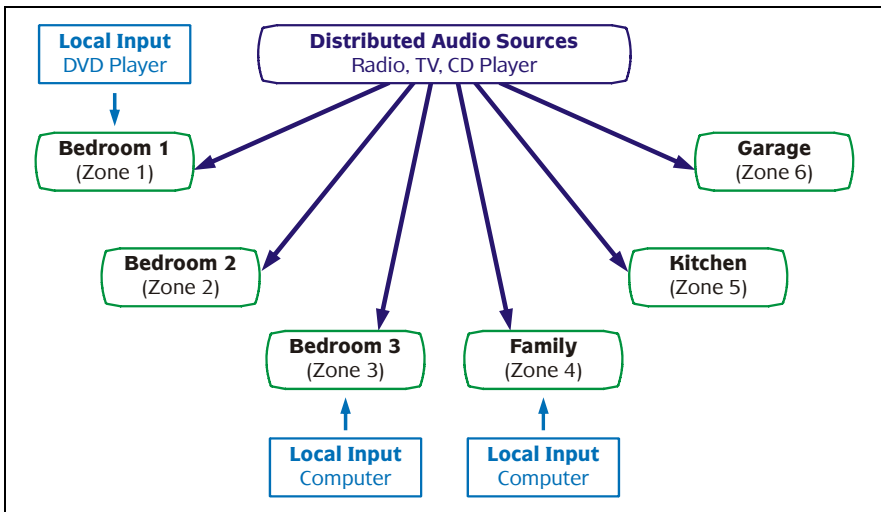 Local Input
DVD Player
Distributed Audio Sources
Radio, TV, CD Player
Bedroom 1
(Zone 1)
Garage
(Zone 6)
Bedroom 2
(Zone 2)
Kitchen
(Zone 5)
Bedroom 3
(Zone 3)
Family
(Zone 4)
Local Input
Computer
Local Input
Computer